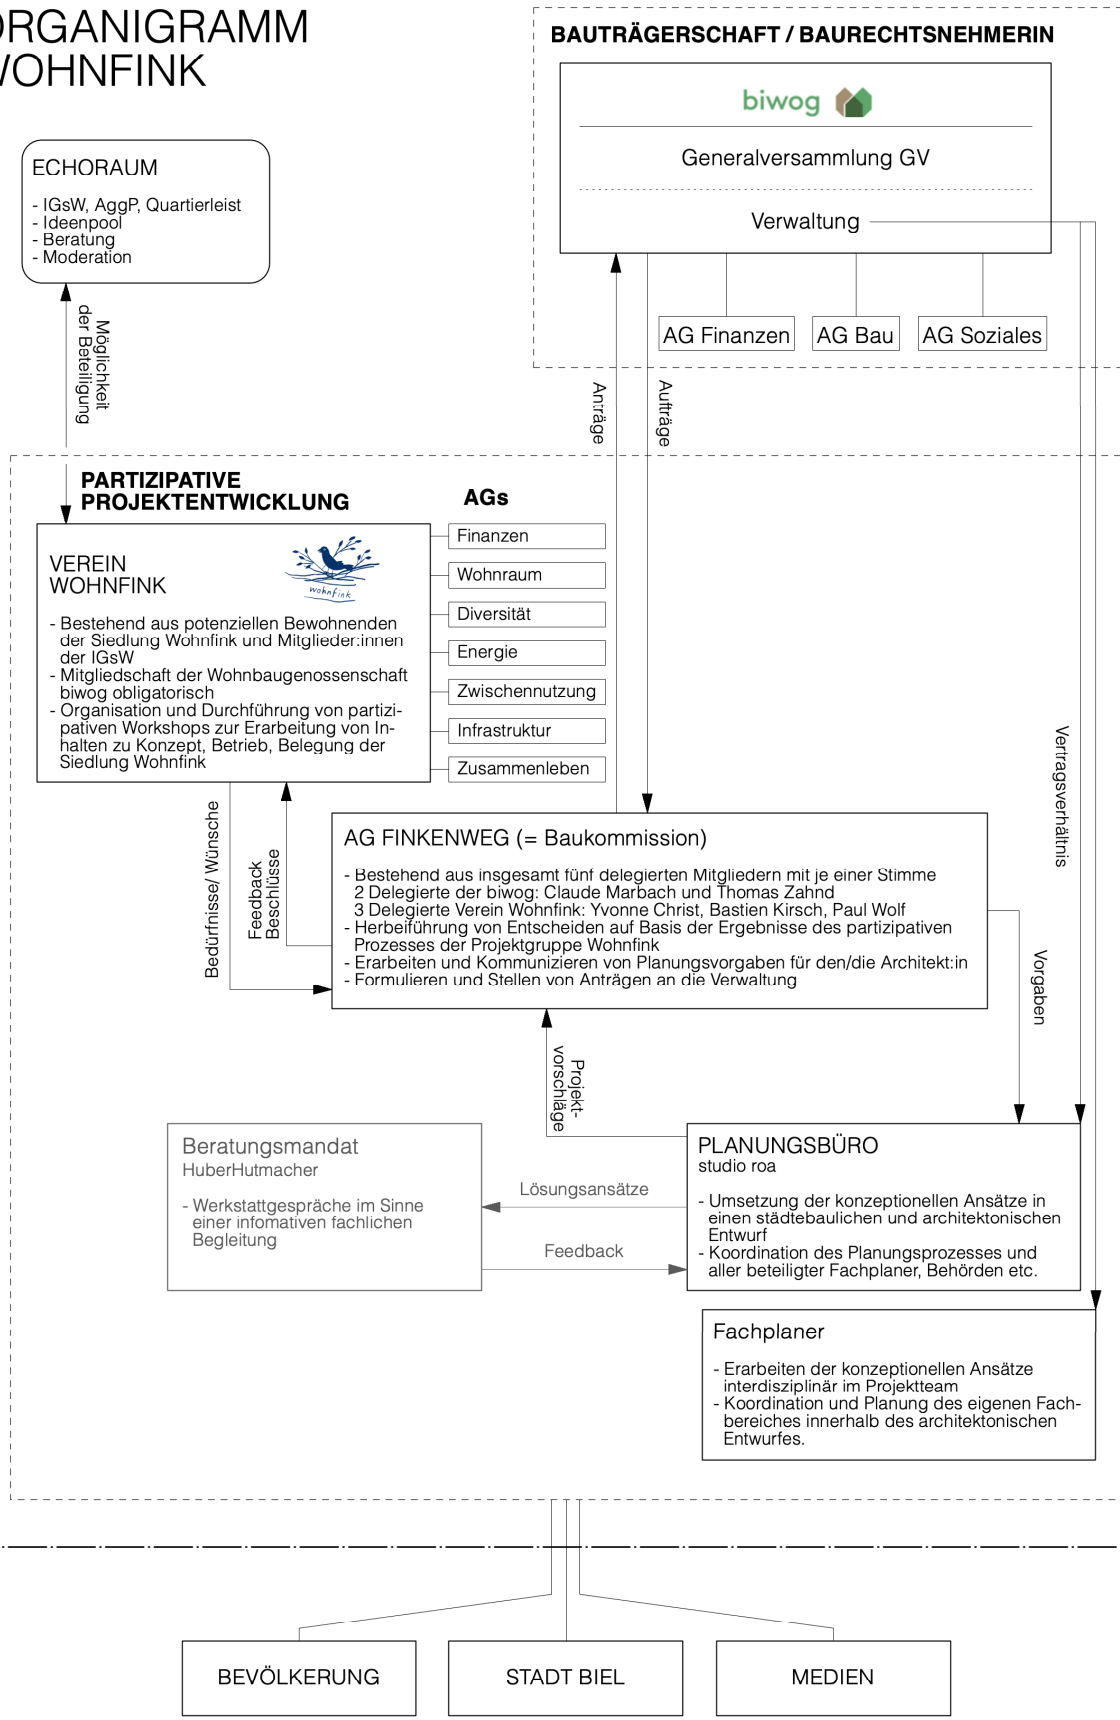 ORGANIGRAMM
WOHNFINK
BAUTRÄGERSCHAFT / BAURECHTSNEHMERIN
biwog
Generalversammlung GV
Verwaltung
AG Finanzen
AG Bau
AG Soziales
ECHORAUM
- IGsW, AggP, Quartierleist
- Ideenpool
- Beratung
- Moderation
Möglichkeit
der Beteiligung
Anträge
Aufträge
PARTIZIPATIVE
PROJEKTENTWICKLUNG
AGs
VEREIN
WOHNFINK
wohnfink
- Bestehend aus potenziellen Bewohnenden
der Siedlung Wohnfink und Mitglieder:innen
der IGsW
- Mitgliedschaft der Wohnbaugenossenschaft
biwog obligatorisch
- Organisation und Durchführung von partizi-
pativen Workshops zur Erarbeitung von In-
halten zu Konzept, Betrieb, Belegung der
Siedlung Wohnfink
Finanzen
Wohnraum
Diversität
Energie
Zwischennutzung
Infrastruktur
Zusammenleben
Bedürfnisse/ Wünsche
Feedback
Beschlüsse
AG FINKENWEG (= Baukommission)
- Bestehend aus insgesamt fünf delegierten Mitgliedern mit je einer Stimme
2 Delegierte der biwog: Claude Marbach und Thomas Zahnd
3 Delegierte Verein Wohnfink: Yvonne Christ, Bastien Kirsch, Paul Wolf
- Herbeiführung von Entscheiden auf Basis der Ergebnisse des partizipativen
Prozesses der Projektgruppe Wohnfink
- Erarbeiten und Kommunizieren von Planungsvorgaben für den/die Architekt:in
- Formulieren und Stellen von Anträgen an die Verwaltung
Vertragsverhältnis
Vorgaben
Projekt-
vorschläge
Beratungsmandat
HuberHutmacher
- Werkstattgespräche im Sinne
einer infomativen fachlichen
Begleitung
Lösungsansätze
Feedback
PLANUNGSBÜRO
studio roa
- Umsetzung der konzeptionellen Ansätze in
einen städtebaulichen und architektonischen
Entwurf
- Koordination des Planungsprozesses und
aller beteiligter Fachplaner, Behörden etc.
Fachplaner
- Erarbeiten der konzeptionellen Ansätze
interdisziplinär im Projektteam
- Koordination und Planung des eigenen Fach-
bereiches innerhalb des architektonischen
Entwurfes.
BEVÖLKERUNG
STADT BIEL
MEDIEN